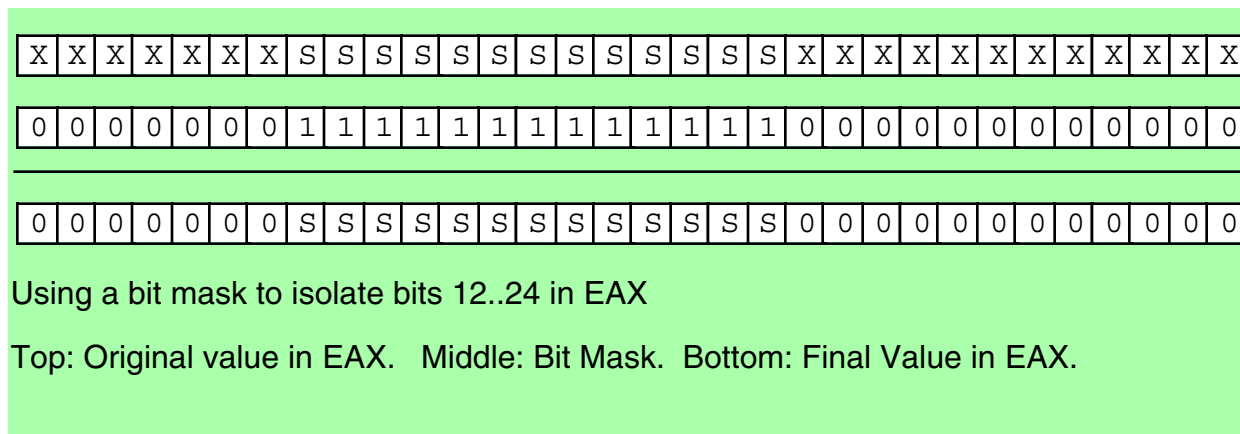 X X X X X X X S S S S S S S S S S S S S X X X X X X X X X X X X
0 0 0 0 0 0 0 1 1 1 1 1 1 1 1 1 1 1 1 1 0 0 0 0 0 0 0 0 0 0 0 0
0 0 0 0 0 0 0 S S S S S S S S S S S S S 0 0 0 0 0 0 0 0 0 0 0 0
Using a bit mask to isolate bits 12..24 in EAX
Top: Original value in EAX. Middle: Bit Mask. Bottom: Final Value in EAX.